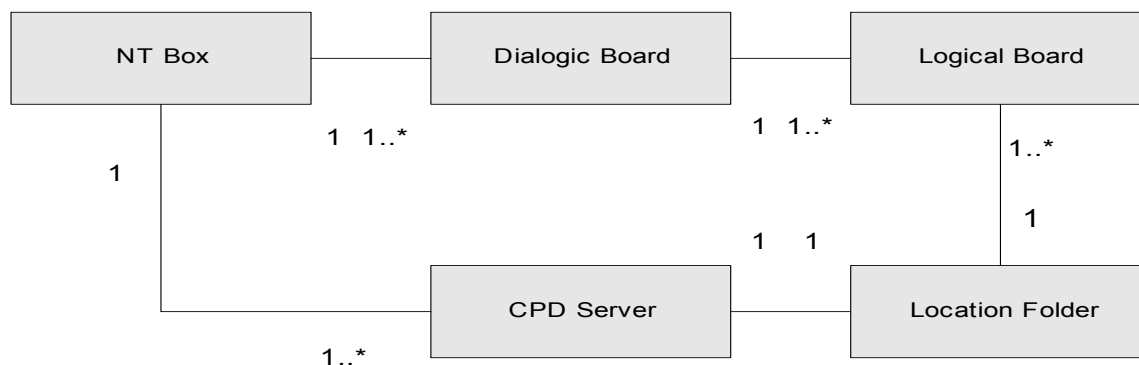 NT Box
Dialogic Board
Logical Board
1 1..*
1 1..*
1..*
1
1
1 1
CPD Server
Location Folder
1..*